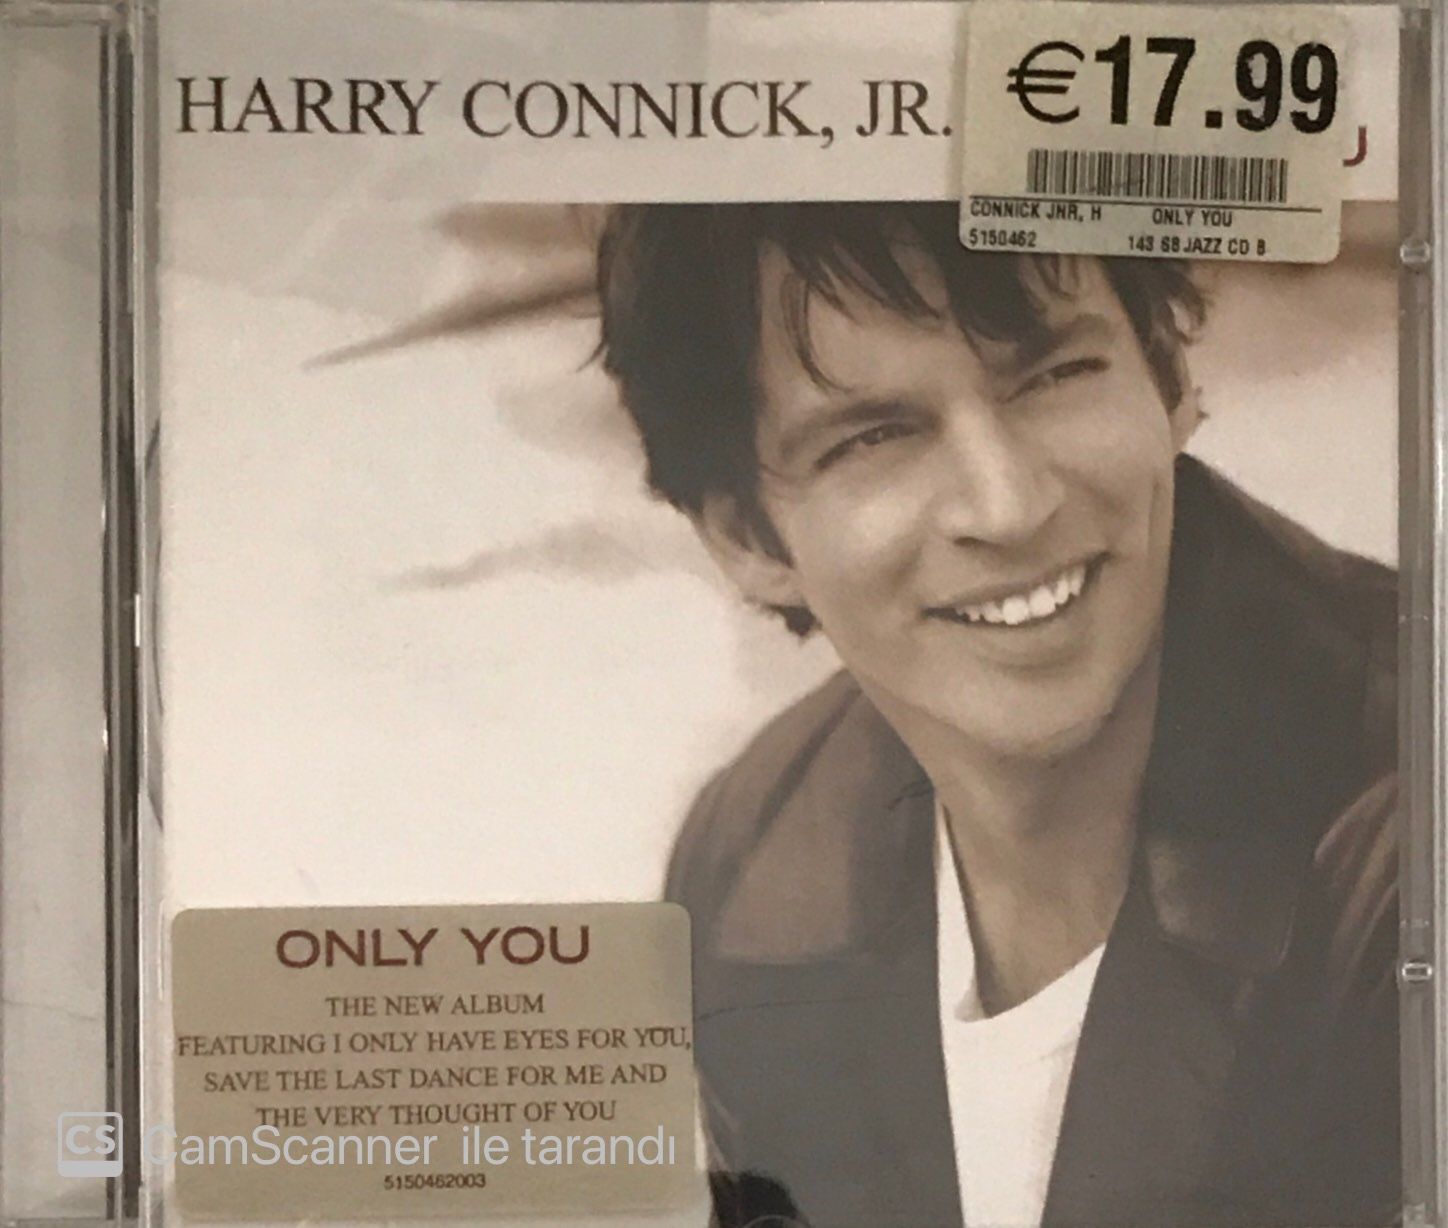 HARRY CONNICK, JR.
€17.99
CONNICK JNR, H ONLY YOU
5150462 143 68 JAZZ CD B
ONLY YOU
THE NEW ALBUM
FEATURING I ONLY HAVE EYES FOR YOU,
SAVE THE LAST DANCE FOR ME AND
THE VERY THOUGHT OF YOU
5150462003
CS CamScanner ile tarandı